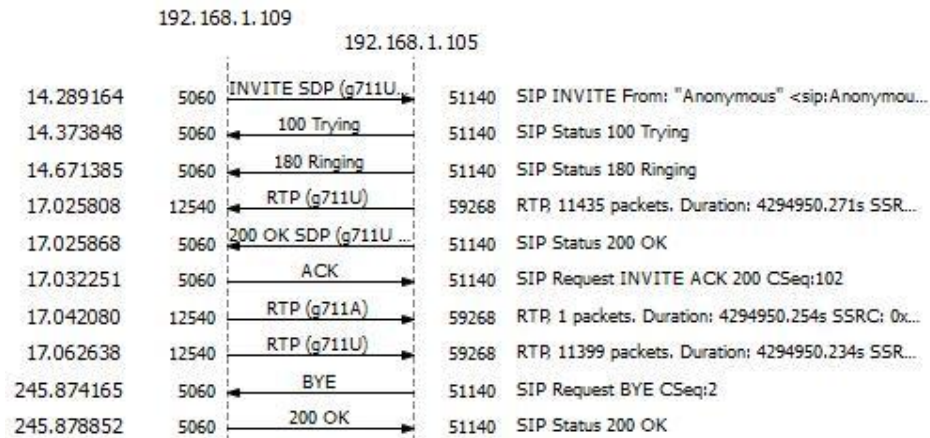 192.168.1.109
192.168.1.105
14.289164 5060 INVITE SDP (g711U... 51140 SIP INVITE From: "Anonymous" <sip:Anonymou...
14.373848 5060 100 Trying 51140 SIP Status 100 Trying
14.671385 5060 180 Ringing 51140 SIP Status 180 Ringing
17.025808 12540 RTP (g711U) 59268 RTP, 11435 packets. Duration: 4294950.271s SSR...
17.025868 5060 200 OK SDP (g711U ... 51140 SIP Status 200 OK
17.032251 5060 ACK 51140 SIP Request INVITE ACK 200 CSeq:102
17.042080 12540 RTP (g711A) 59268 RTP, 1 packets. Duration: 4294950.254s SSRC: 0x...
17.062638 12540 RTP (g711U) 59268 RTP, 11399 packets. Duration: 4294950.234s SSR...
245.874165 5060 BYE 51140 SIP Request BYE CSeq:2
245.878852 5060 200 OK 51140 SIP Status 200 OK